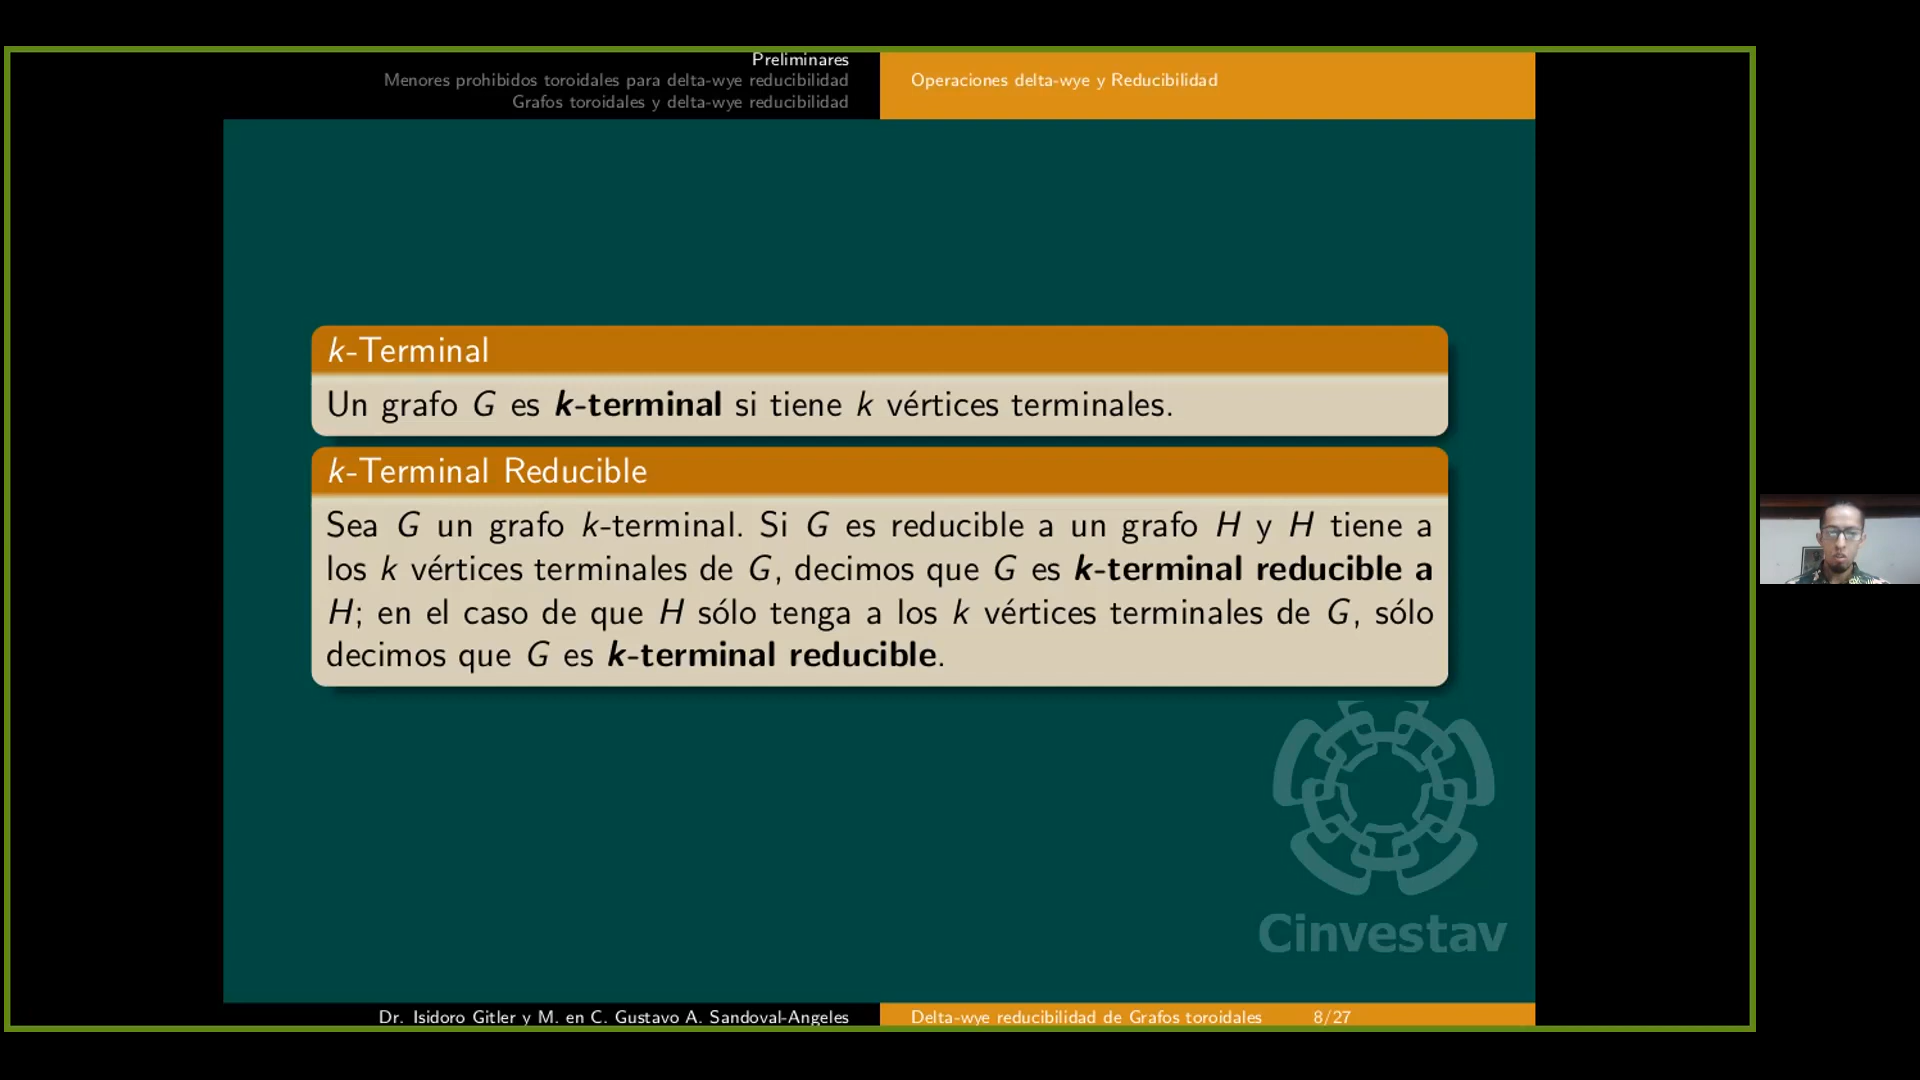 Preliminares
Menores prohibidos toroidales para delta-wye reducibilidad
Grafos toroidales y delta-wye reducibilidad
Operaciones delta-wye y Reducibilidad
k-Terminal
Un grafo G es k-terminal si tiene k vértices terminales.
k-Terminal Reducible
Sea G un grafo k-terminal. Si G es reducible a un grafo H y H tiene a
los k vértices terminales de G, decimos que G es k-terminal reducible a
H; en el caso de que H sólo tenga a los k vértices terminales de G, sólo
decimos que G es k-terminal reducible.
Cinvestav
Dr. Isidoro Gitler y M. en C. Gustavo A. Sandoval-Angeles
Delta-wye reducibilidad de Grafos toroidales 8/27